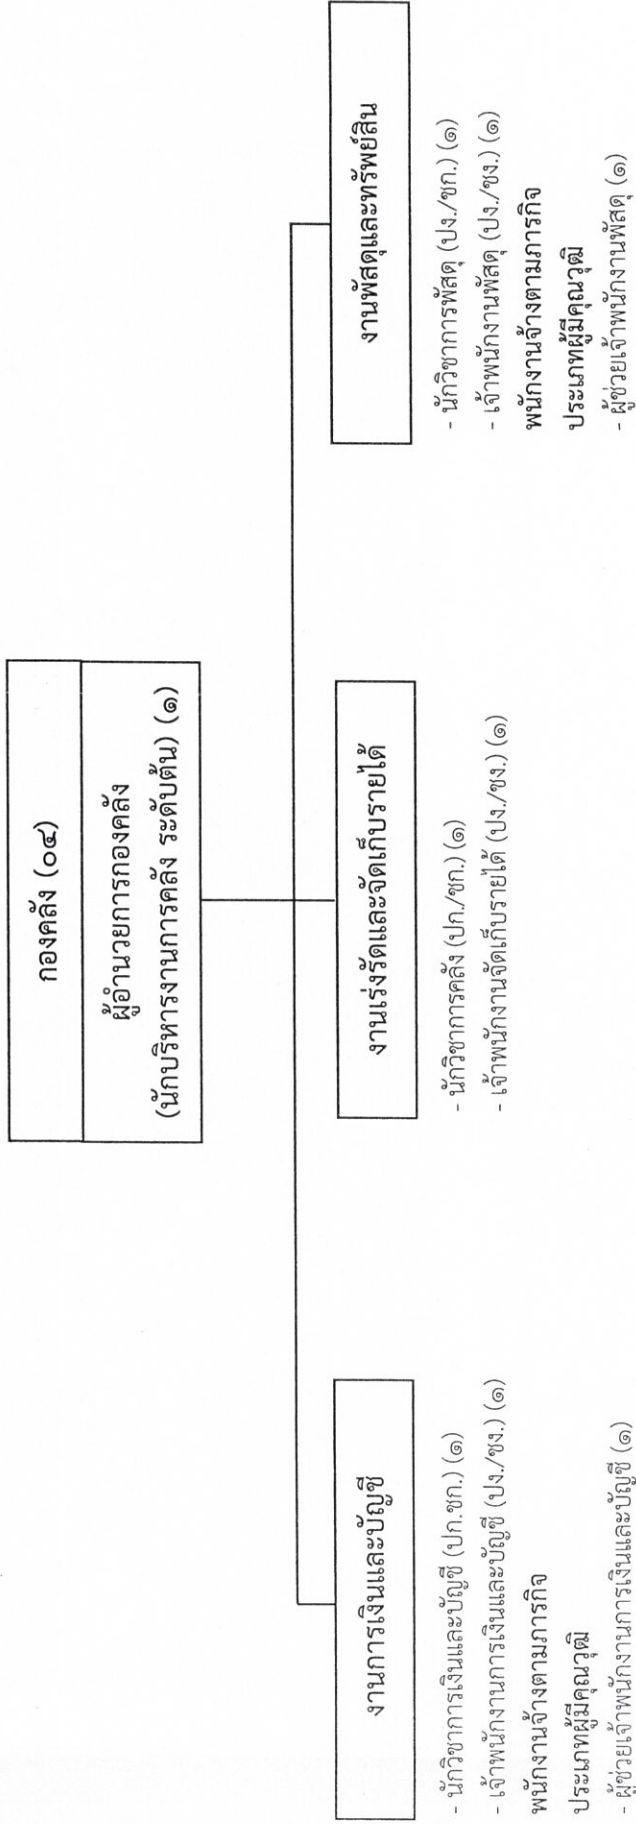 กองคลัง (๐๔)
ผู้อำนวยการกองคลัง
(นักบริหารงานการคลัง ระดับต้น) (๑)
งานการเงินและบัญชี
- นักวิชาการเงินและบัญชี (ปก.ชก.) (๑)
- เจ้าพนักงานการเงินและบัญชี (ปง./ชง.) (๑)
พนักงานจ้างตามภารกิจ
ประเภทผู้มีคุณวุฒิ
- ผู้ช่วยเจ้าพนักงานการเงินและบัญชี (๑)
งานเร่งรัดและจัดเก็บรายได้
- นักวิชาการคลัง (ปก./ชก.) (๑)
- เจ้าพนักงานจัดเก็บรายได้ (ปง./ชง.) (๑)
งานพัสดุและทรัพย์สิน
- นักวิชาการพัสดุ (ปง./ชก.) (๑)
- เจ้าพนักงานพัสดุ (ปง./ชง.) (๑)
พนักงานจ้างตามภารกิจ
ประเภทผู้มีคุณวุฒิ
- ผู้ช่วยเจ้าพนักงานพัสดุ (๑)